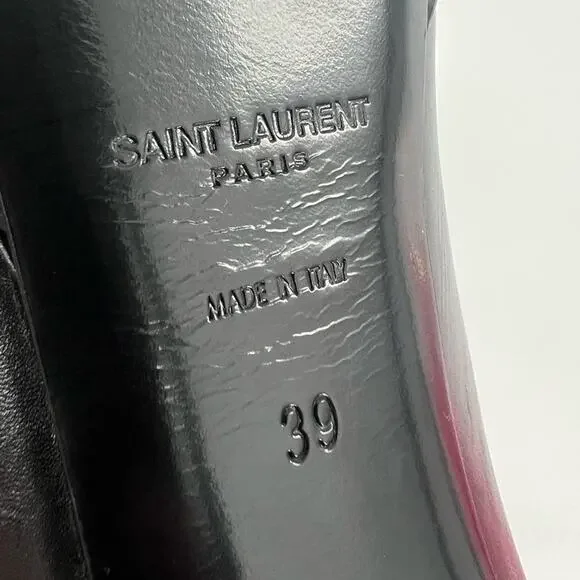 SAINT LAURENT
PARIS
MADE IN ITALY
39